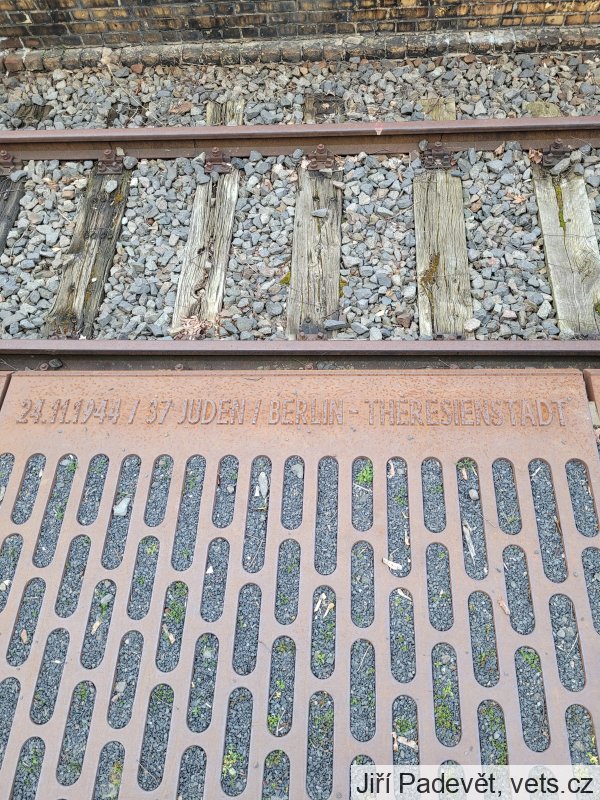 24.11.1944 / 37 JUDEN / BERLIN - THERESIENSTADT
Jiří Padevět, vets.cz